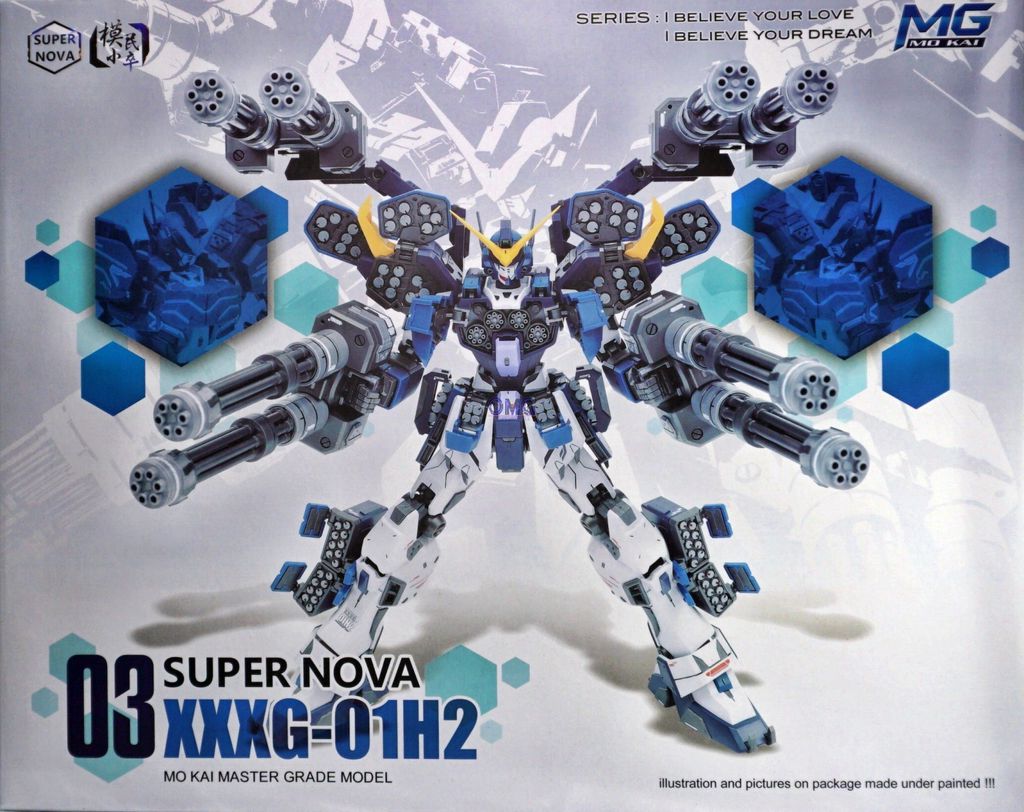 SUPER
NOVA
模民
小卒
SERIES : I BELIEVE YOUR LOVE
I BELIEVE YOUR DREAM
MG
MO KAI
OMG
03
SUPER NOVA
XXXG-01H2
MO KAI MASTER GRADE MODEL
illustration and pictures on package made under painted !!!